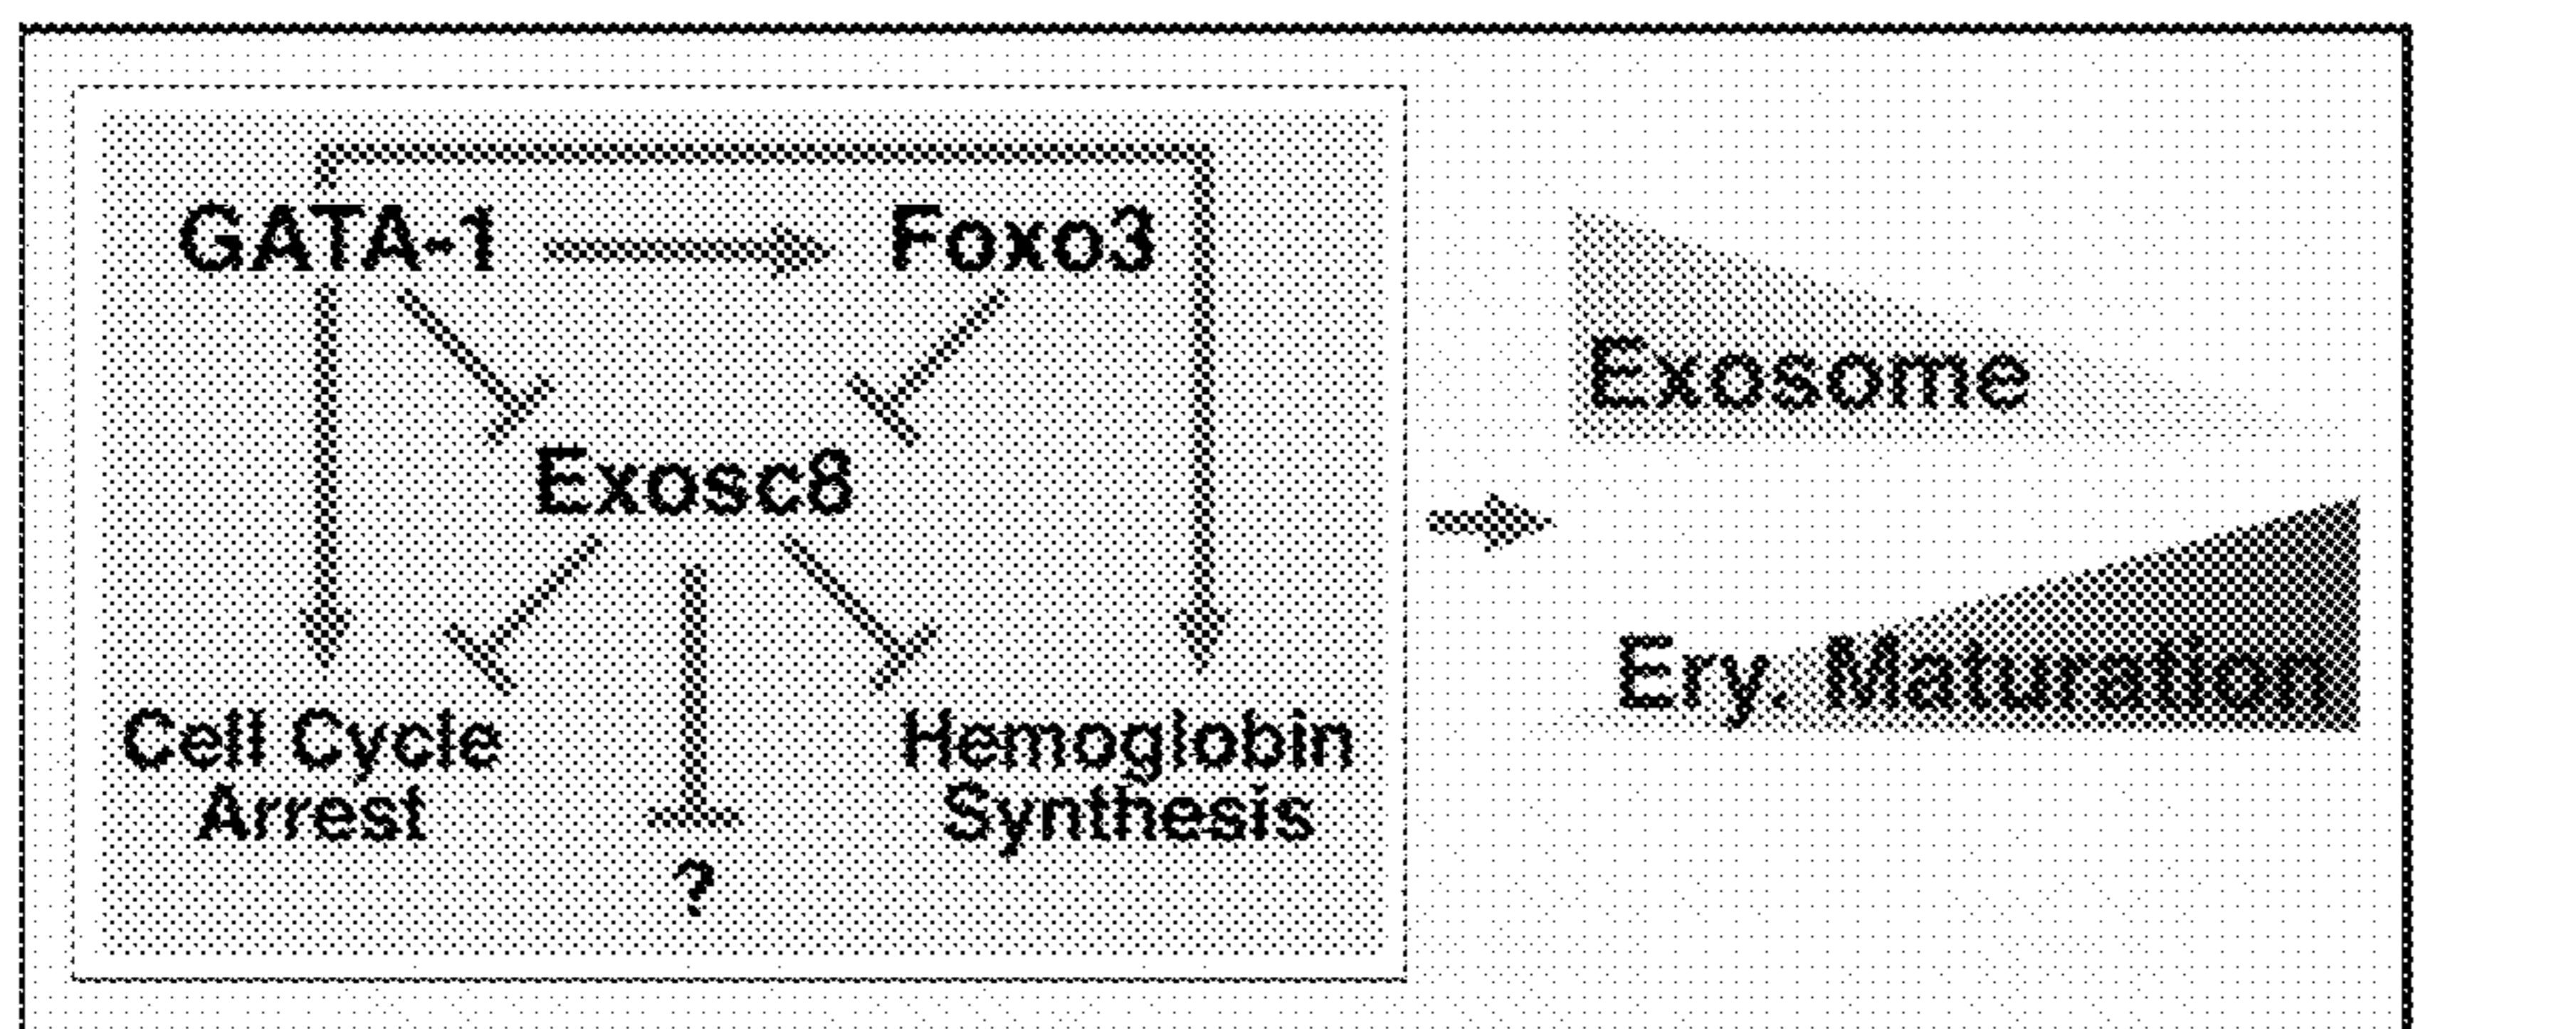 GATA-1
Foxo3
Exosc8
Cell Cycle
Arrest
?
Hemoglobin
Synthesis
Exosome
Ery. Maturation